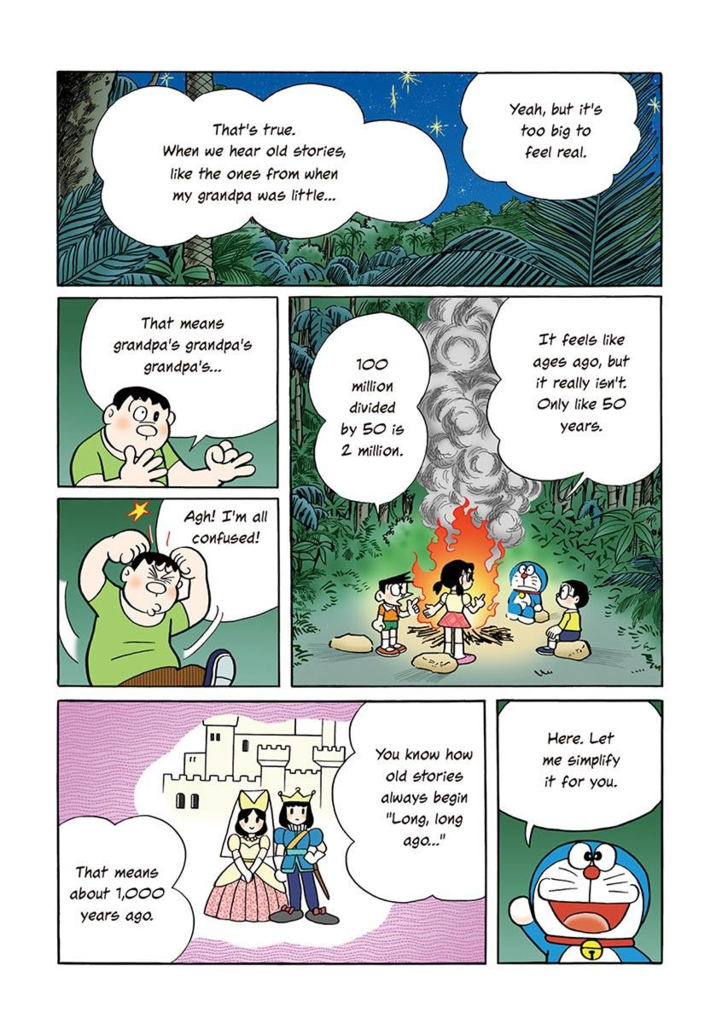 Yeah, but it's
too big to
feel real.
That's true.
When we hear old stories,
like the ones from when
my grandpa was little...
It feels like
ages ago, but
it really isn't.
Only like 50
years.
100
million
divided
by 50 is
2 million.
That means
grandpa's grandpa's
grandpa's...
Agh! I'm all
confused!
Here. Let
me simplify
it for you.
You know how
old stories
always begin
"Long, long
ago..."
That means
about 1,000
years ago.